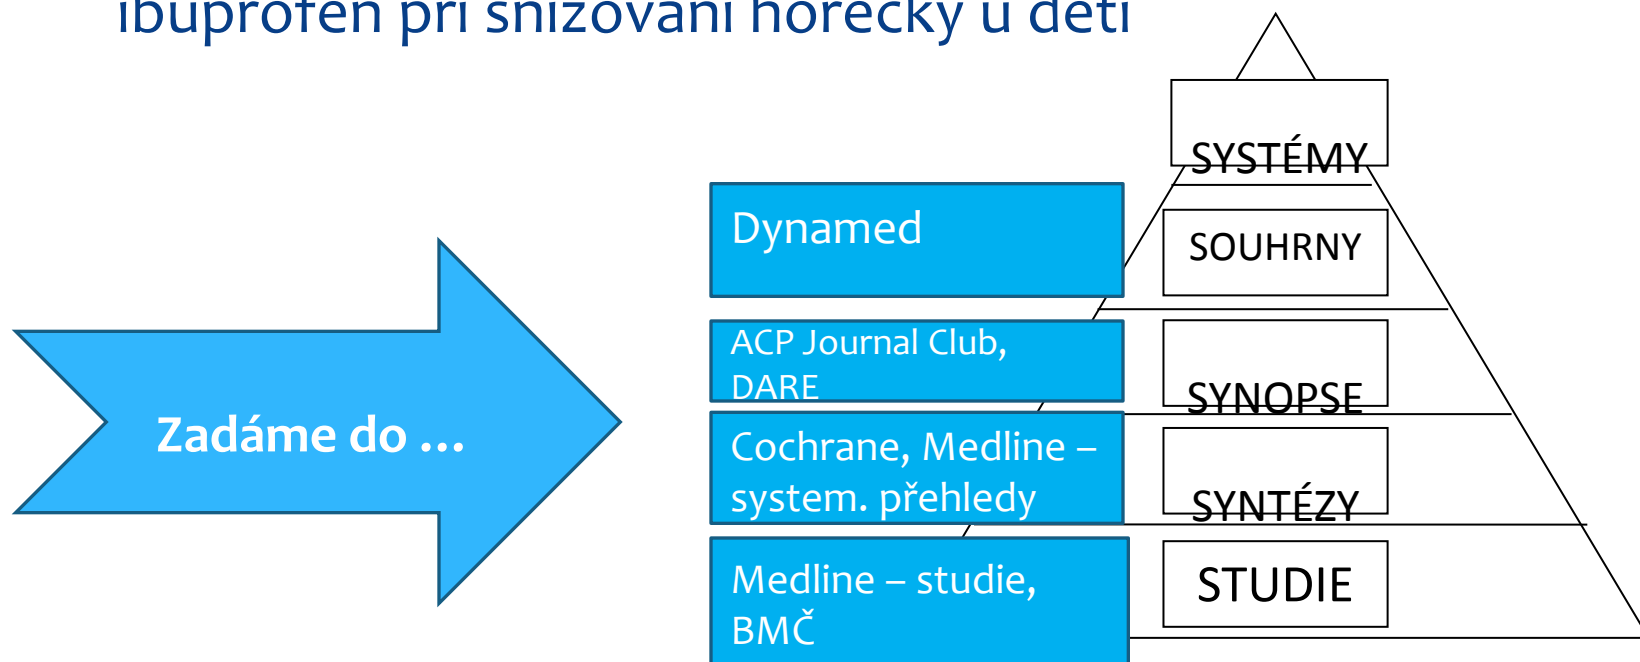 ibuprofen při snižování horečky u dětí
SYSTÉMY
Dynamed
SOUHRNY
ACP Journal Club,
DARE
SYNOPSE
Zadáme do ...
Cochrane, Medline –
system. přehledy
SYNTÉZY
Medline – studie,
BMČ
STUDIE